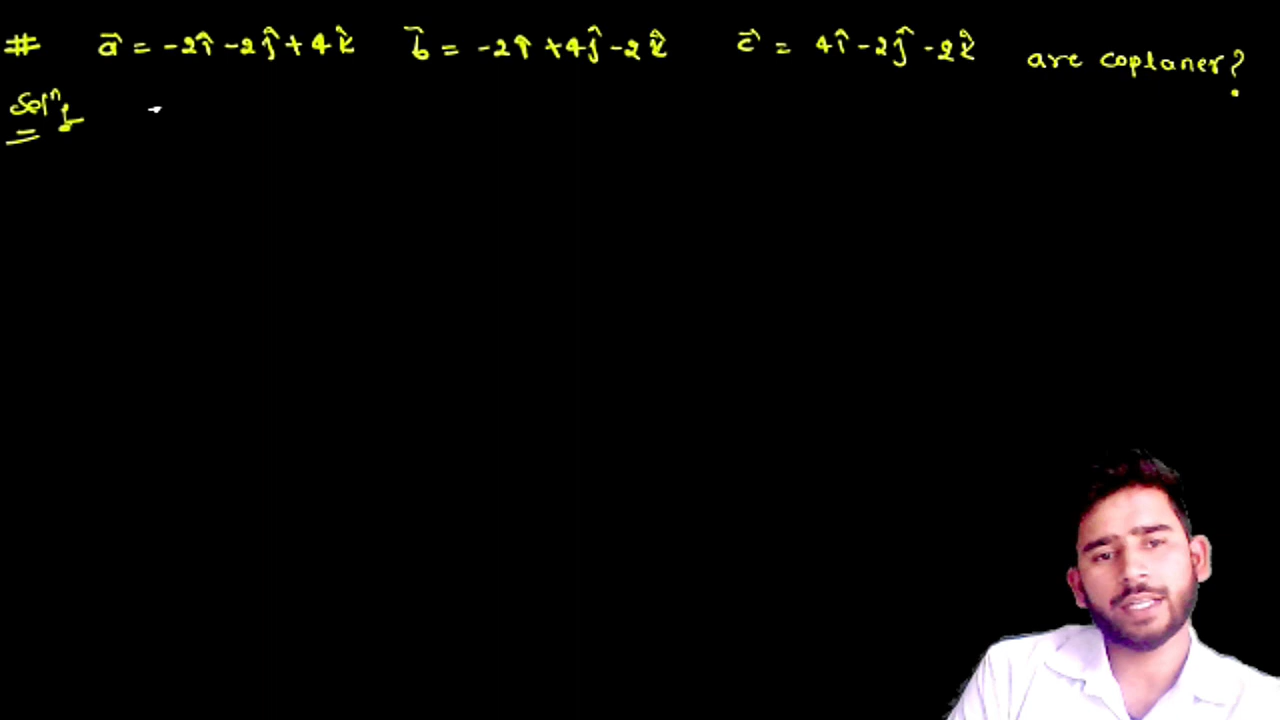 # a⃗ = -2î -2ĵ + 4k̂ b⃗ = -2î + 4ĵ - 2k̂ c⃗ = 4î - 2ĵ - 2k̂ are coplaner?
Solⁿ